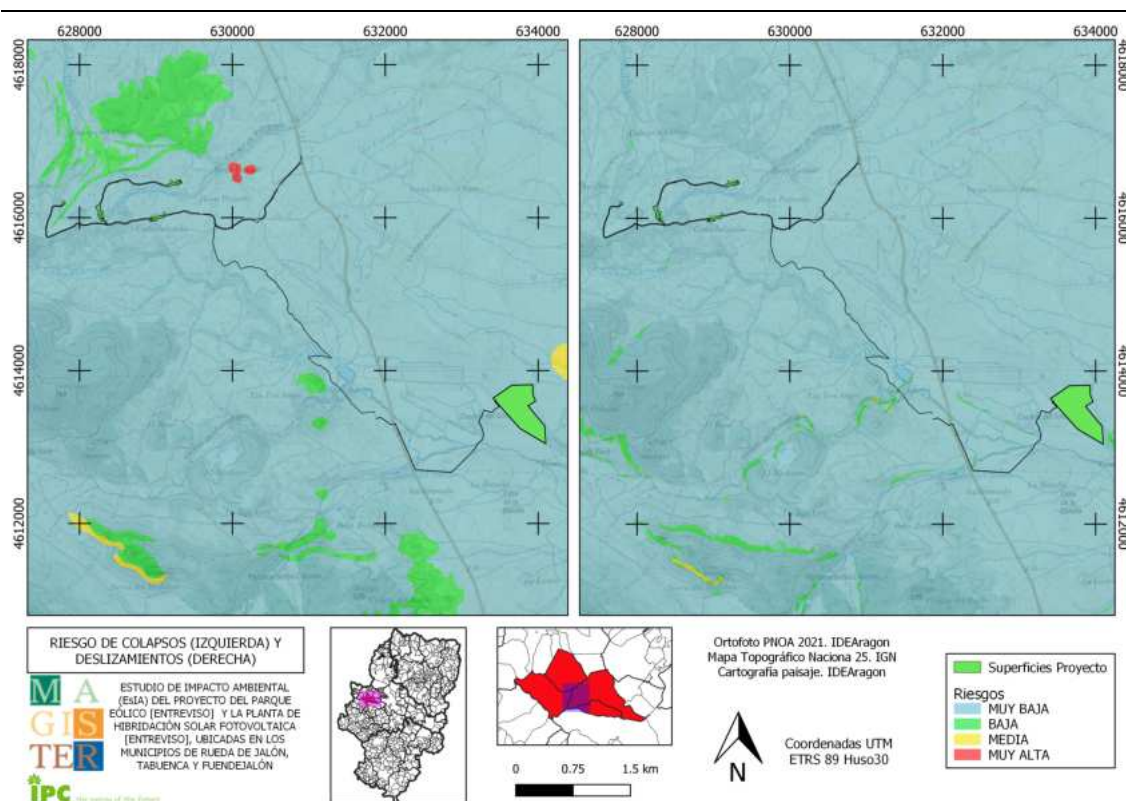 628000 630000 632000 634000
628000 630000 632000 634000
4618000
4616000
4614000
4612000
4618000
4616000
4614000
4612000
RIESGO DE COLAPSOS (IZQUIERDA) Y
DESLIZAMIENTOS (DERECHA)
MA
GIS
TER
ESTUDIO DE IMPACTO AMBIENTAL
(EsIA) DEL PROYECTO DEL PARQUE
EÓLICO [ENTREVISO] Y LA PLANTA DE
HIBRIDACIÓN SOLAR FOTOVOLTAICA
[ENTREVISO], UBICADAS EN LOS
MUNICIPIOS DE RUEDA DE JALÓN,
TABUENCA Y FUENDEJALÓN
iPC
0 0.75 1.5 km
Ortofoto PNOA 2021. IDEAragon
Mapa Topográfico Naciona 25. IGN
Cartografía paisaje. IDEAragon
N
Coordenadas UTM
ETRS 89 Huso30
Superficies Proyecto
Riesgos
MUY BAJA
BAJA
MEDIA
MUY ALTA